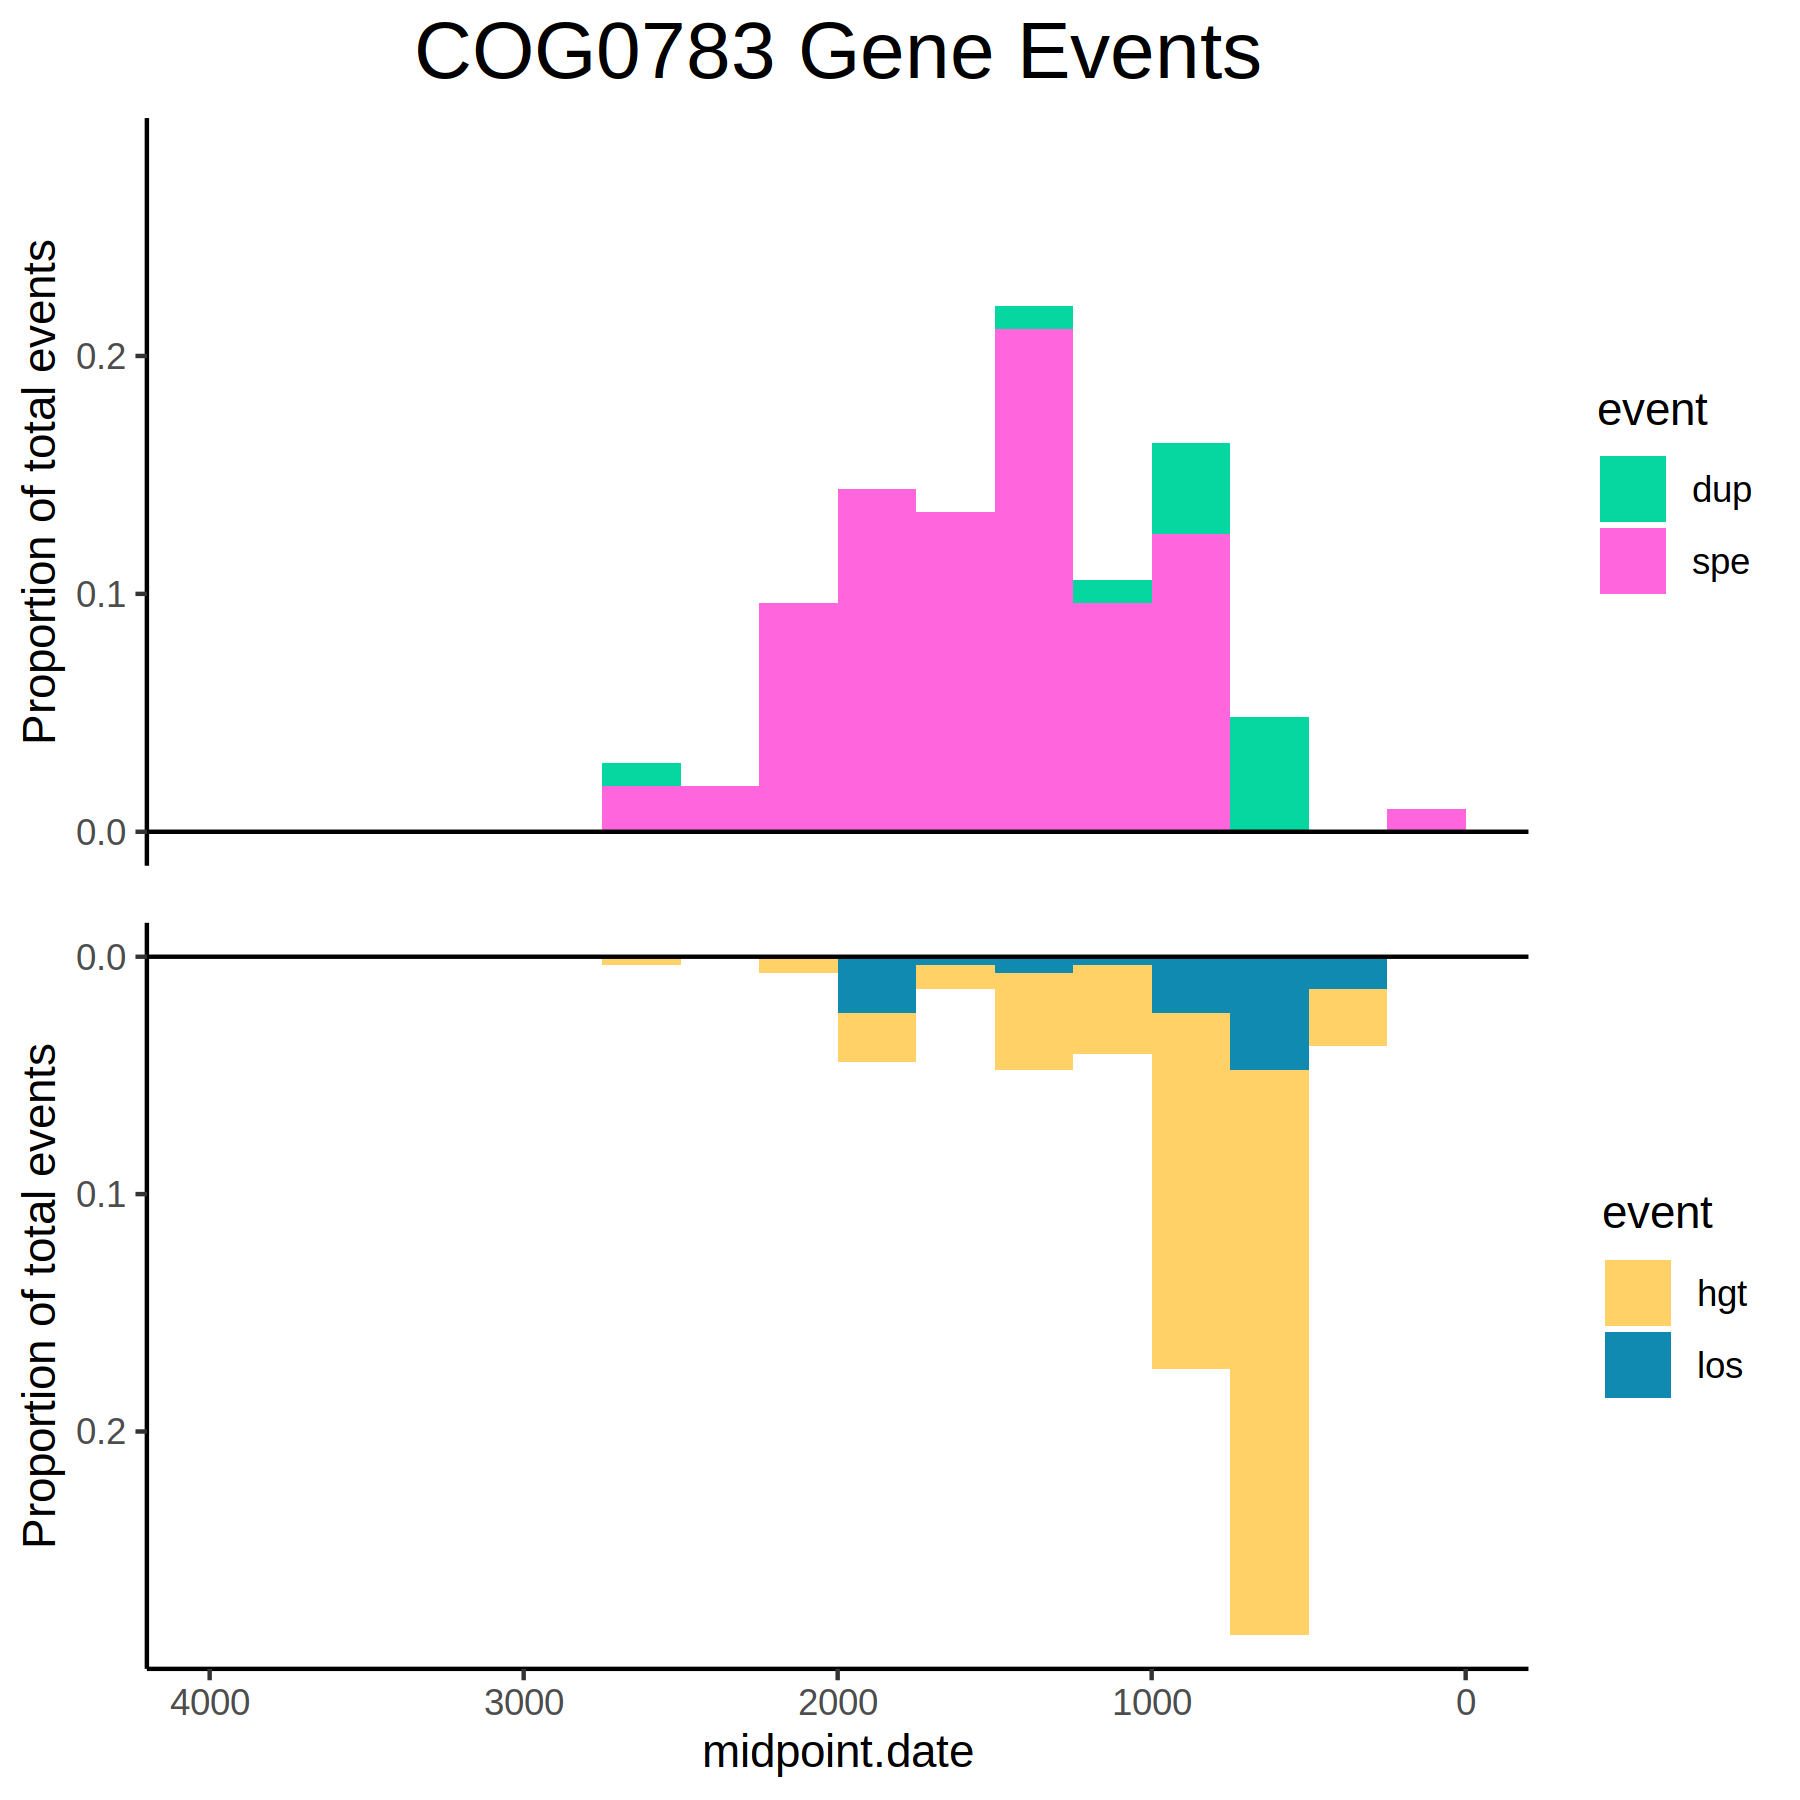 COG0783 Gene Events
Proportion of total events
0.2
0.1
0.0
event
dup
spe
Proportion of total events
0.0
0.1
0.2
event
hgt
los
4000 3000 2000 1000 0
midpoint.date